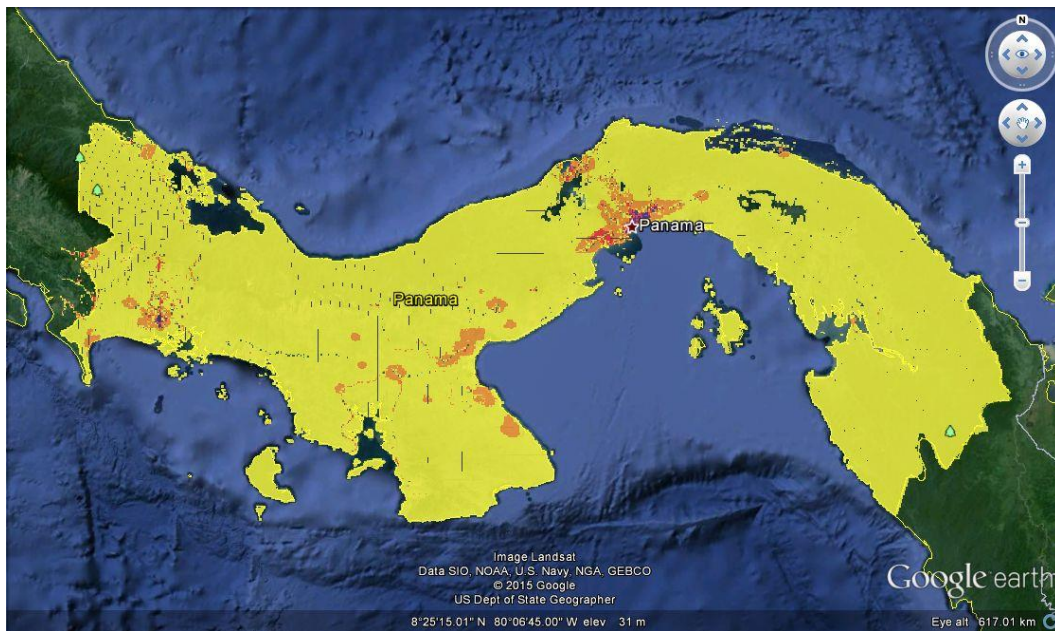 N
Panama
Panama
Image Landsat
Data SIO, NOAA, U.S. Navy, NGA, GEBCO
© 2015 Google
US Dept of State Geographer
Google earth
8°25'15.01" N 80°06'45.00" W elev 31 m
Eye alt 617.01 km